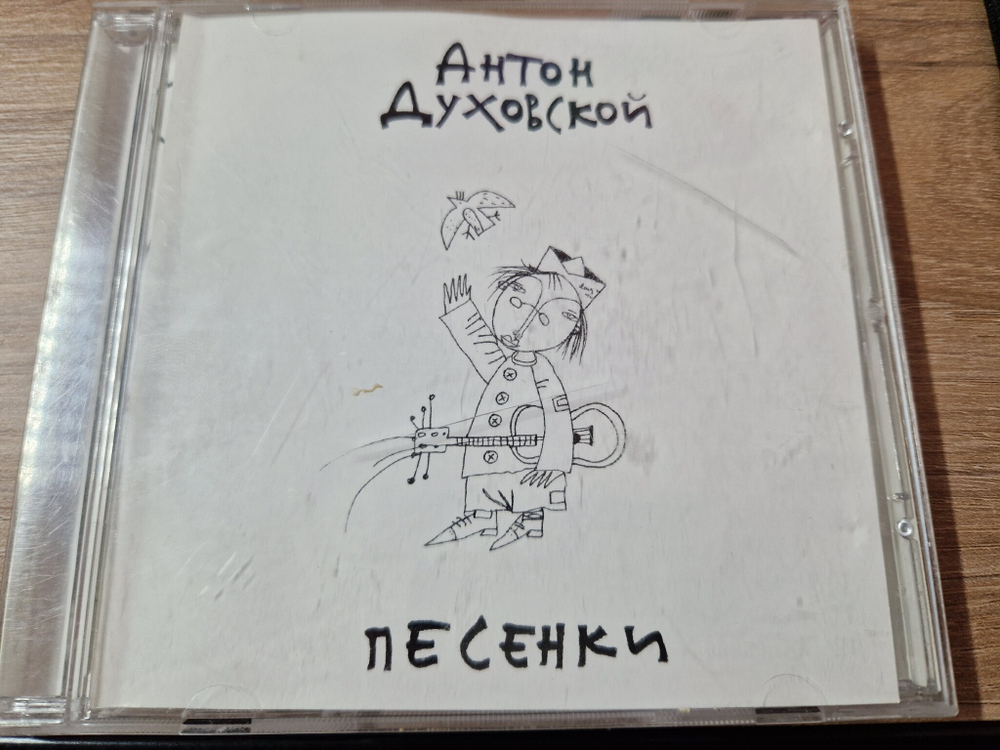 Антон
Духовской
песенки